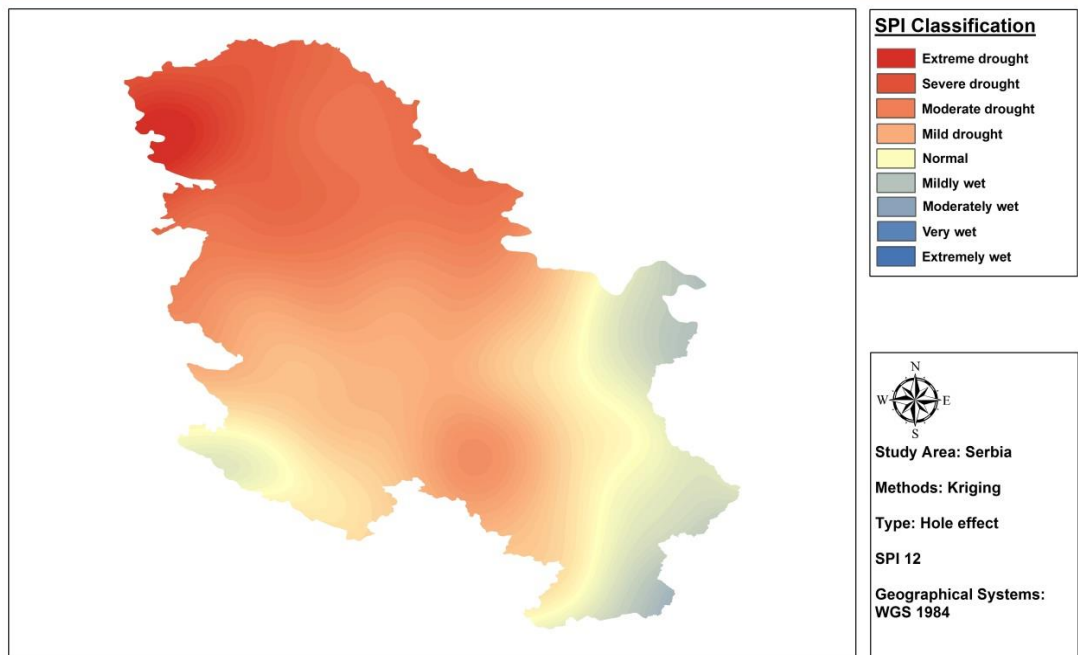 SPI Classification
Extreme drought
Severe drought
Moderate drought
Mild drought
Normal
Mildly wet
Moderately wet
Very wet
Extremely wet
N
W E
S
Study Area: Serbia
Methods: Kriging
Type: Hole effect
SPI 12
Geographical Systems:
WGS 1984